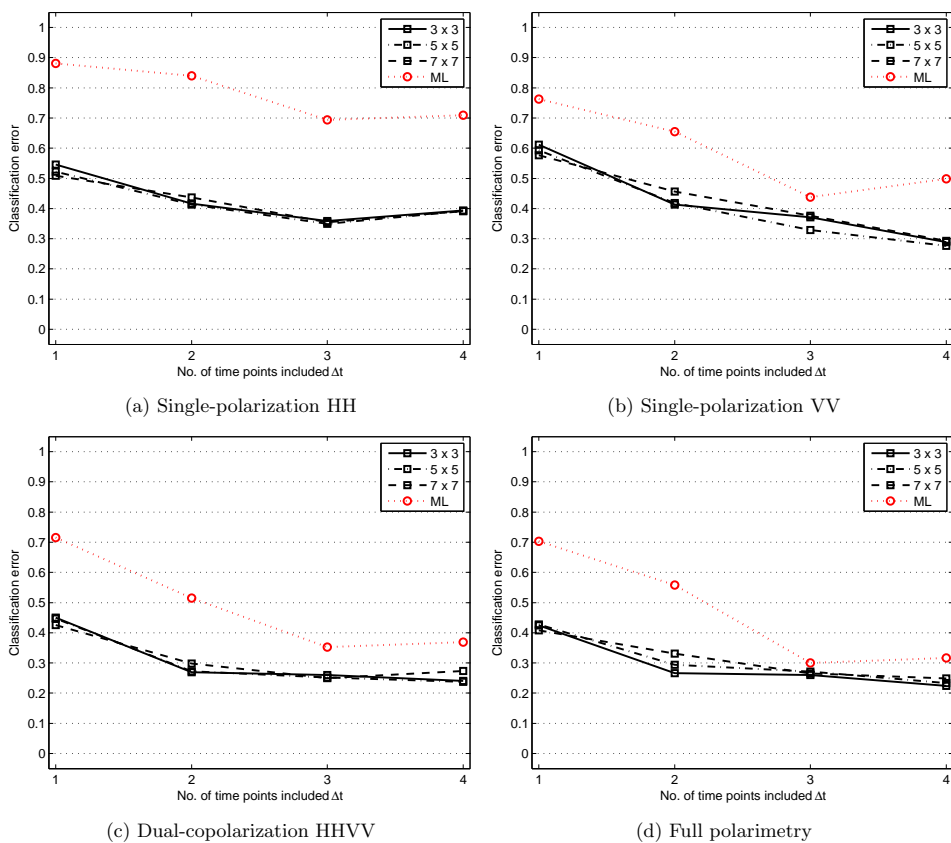 1
0.9
0.8
0.7
0.6
0.5
0.4
0.3
0.2
0.1
0
Classification error
3 x 3
5 x 5
7 x 7
ML
1 2 3 4
No. of time points included Δt
(a) Single-polarization HH
1
0.9
0.8
0.7
0.6
0.5
0.4
0.3
0.2
0.1
0
Classification error
3 x 3
5 x 5
7 x 7
ML
1 2 3 4
No. of time points included Δt
(b) Single-polarization VV
1
0.9
0.8
0.7
0.6
0.5
0.4
0.3
0.2
0.1
0
Classification error
3 x 3
5 x 5
7 x 7
ML
1 2 3 4
No. of time points included Δt
(c) Dual-copolarization HHVV
1
0.9
0.8
0.7
0.6
0.5
0.4
0.3
0.2
0.1
0
Classification error
3 x 3
5 x 5
7 x 7
ML
1 2 3 4
No. of time points included Δt
(d) Full polarimetry